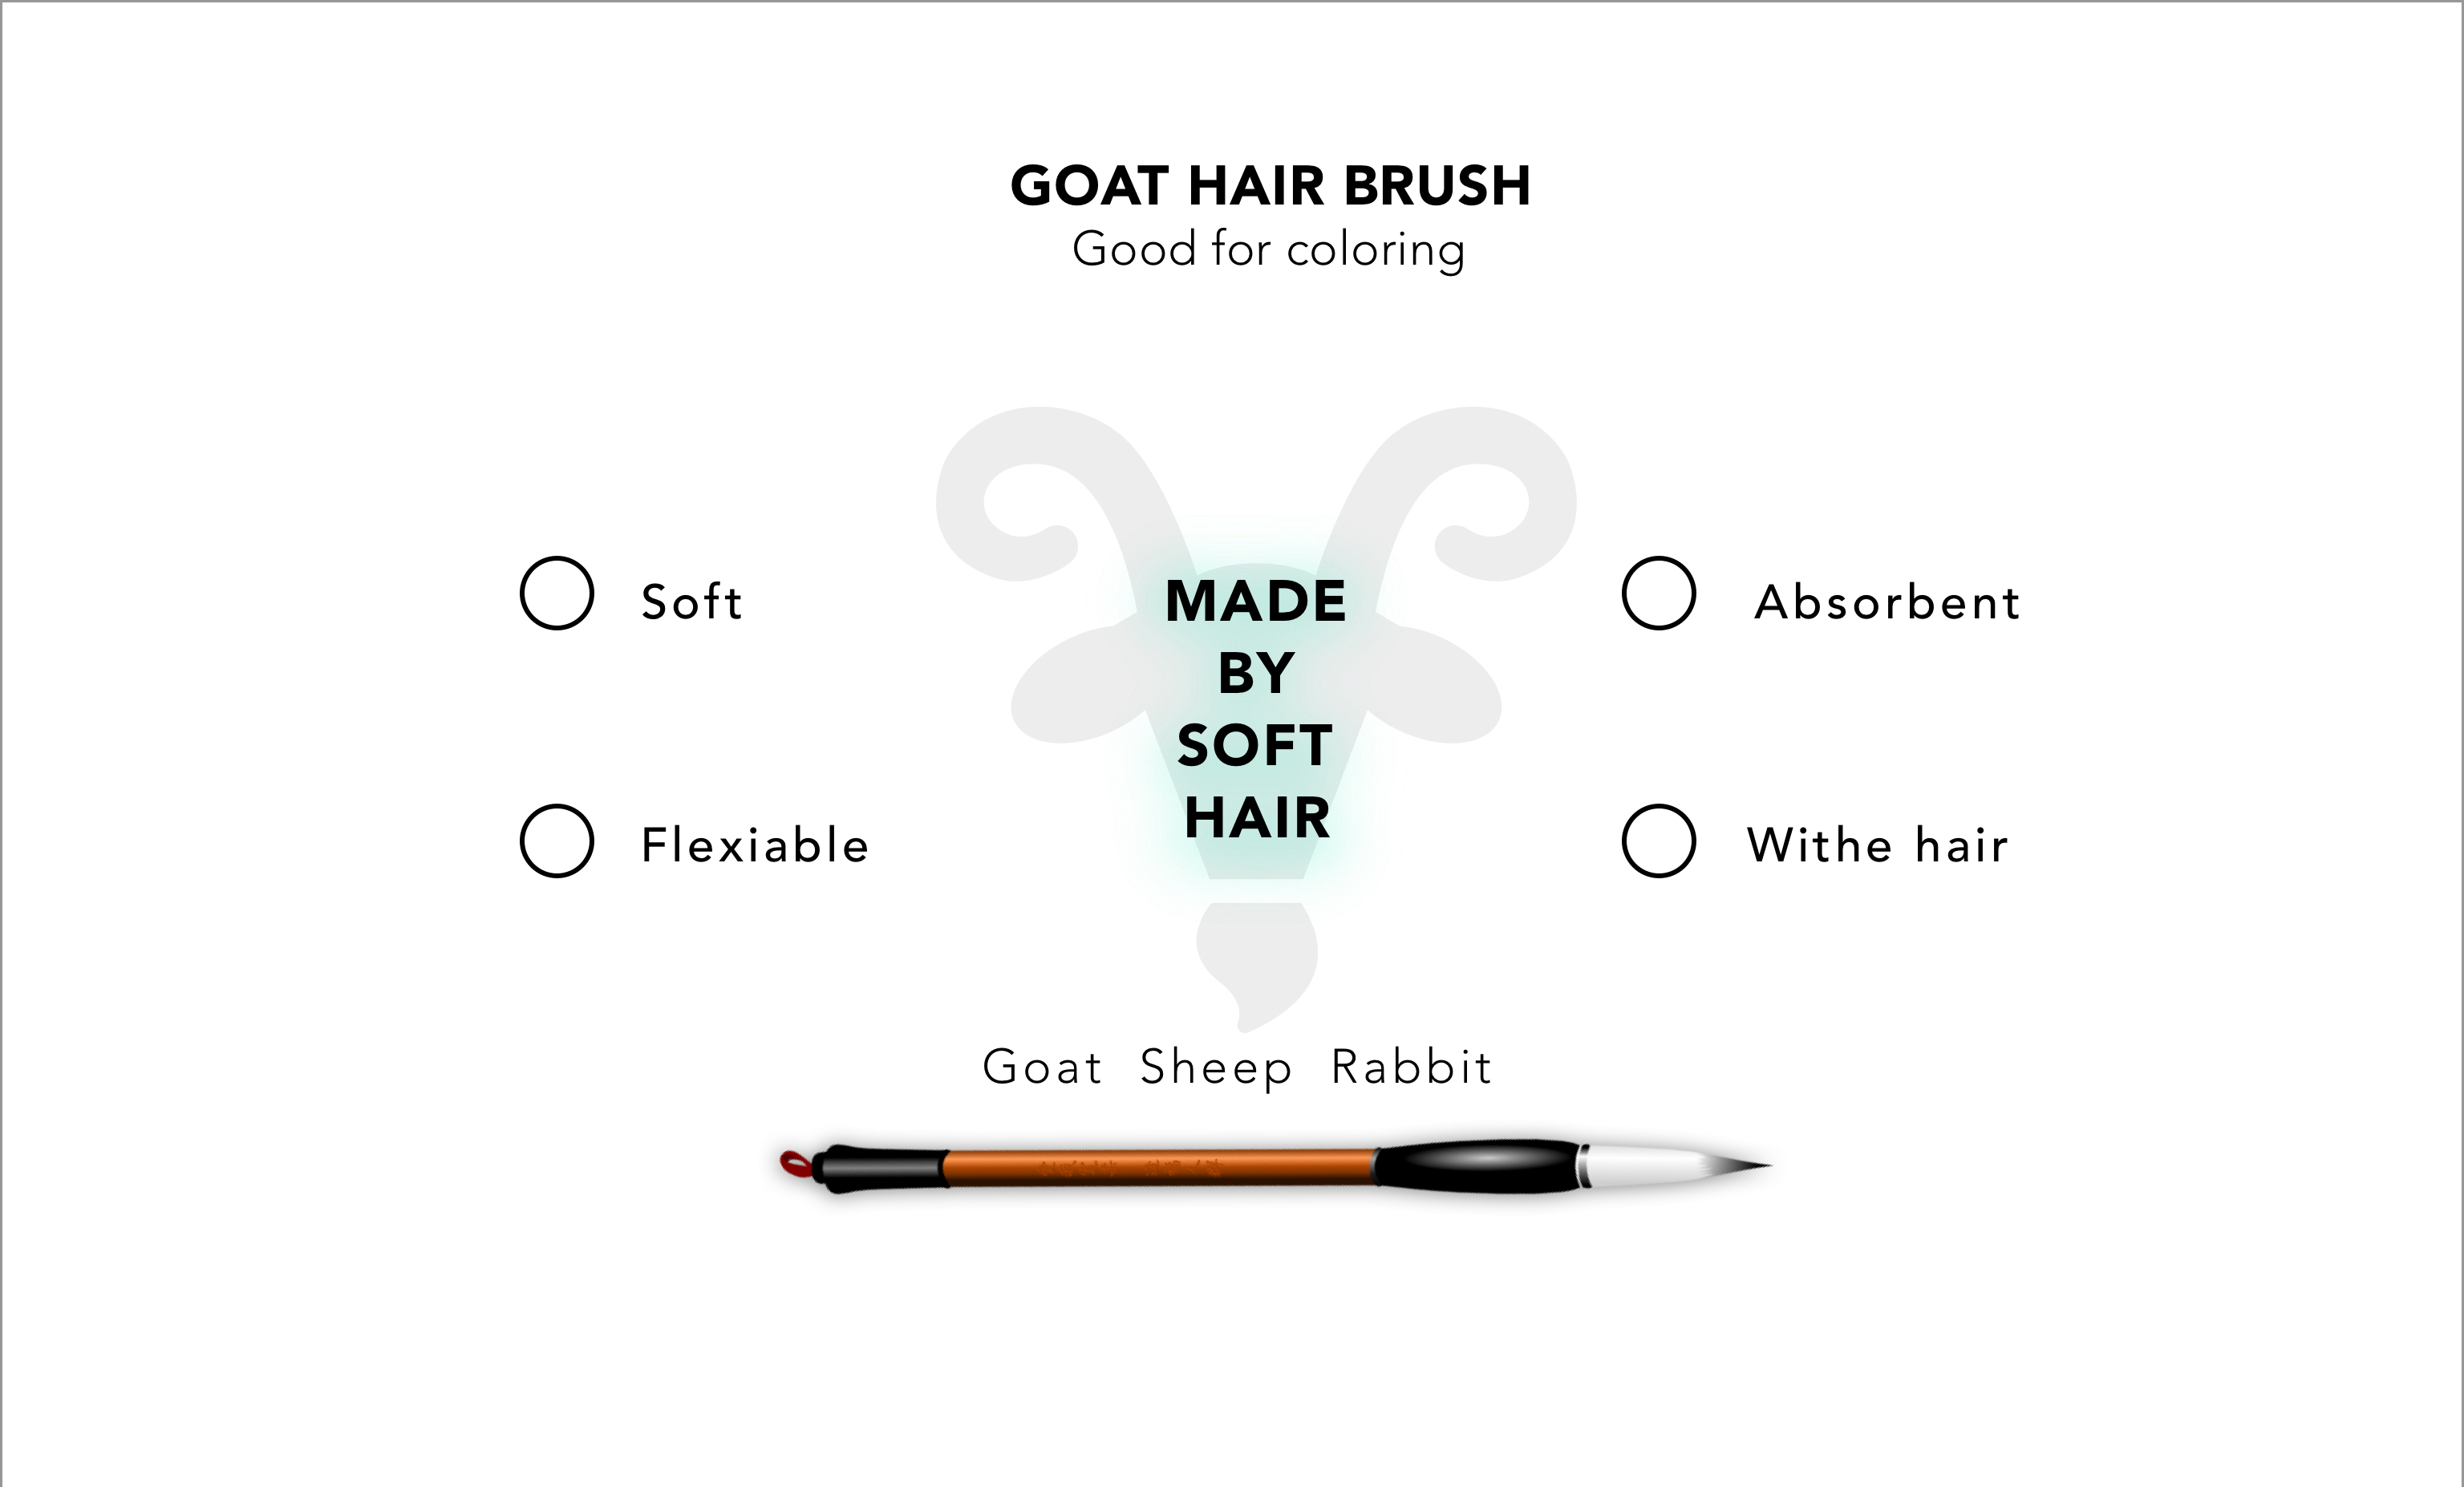 GOAT HAIR BRUSH
Good for coloring
MADE
BY
SOFT
HAIR
Soft
Flexiable
Absorbent
Withe hair
Goat Sheep Rabbit